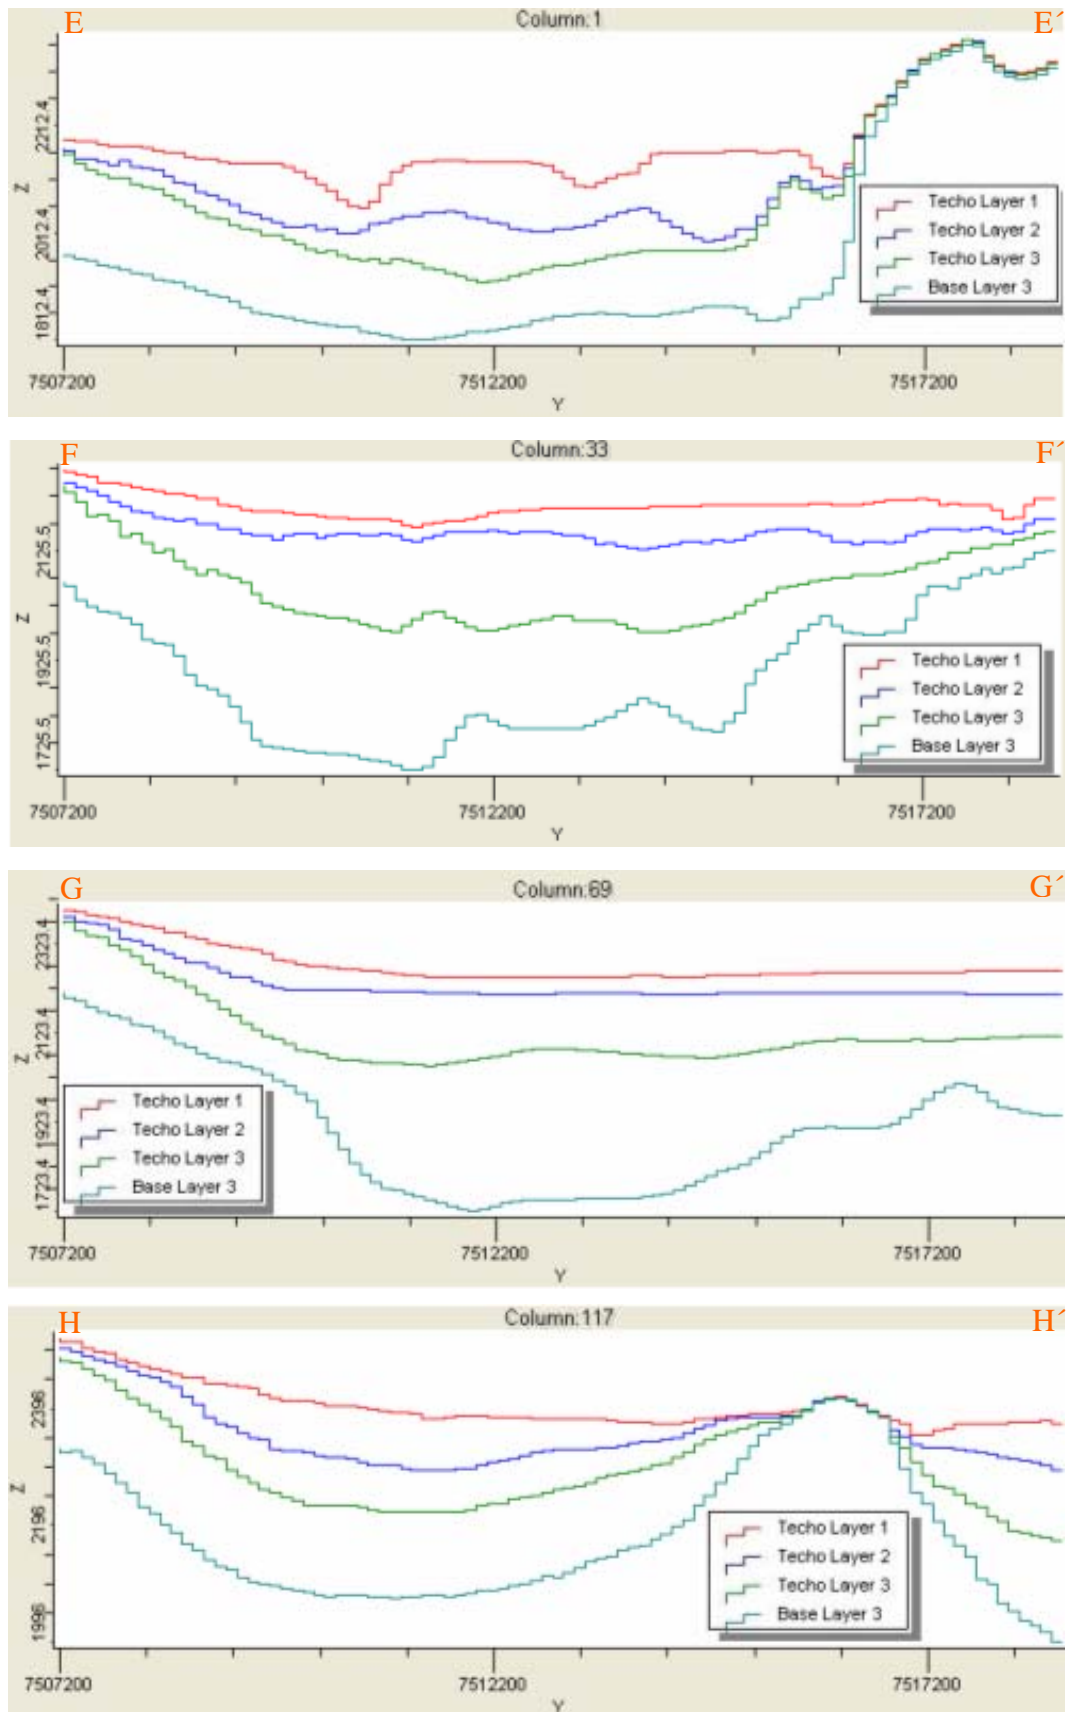 E Column:1 E´
2212.4
2012.4
1812.4
Z
Techo Layer 1
Techo Layer 2
Techo Layer 3
Base Layer 3
7507200 7512200 7517200
Y
F Column:33 F´
2125.5
1925.5
1725.5
Z
Techo Layer 1
Techo Layer 2
Techo Layer 3
Base Layer 3
7507200 7512200 7517200
Y
G Column:69 G´
2323.4
2123.4
1923.4
1723.4
Z
Techo Layer 1
Techo Layer 2
Techo Layer 3
Base Layer 3
7507200 7512200 7517200
Y
H Column:117 H´
2396
2196
1996
Z
Techo Layer 1
Techo Layer 2
Techo Layer 3
Base Layer 3
7507200 7512200 7517200
Y